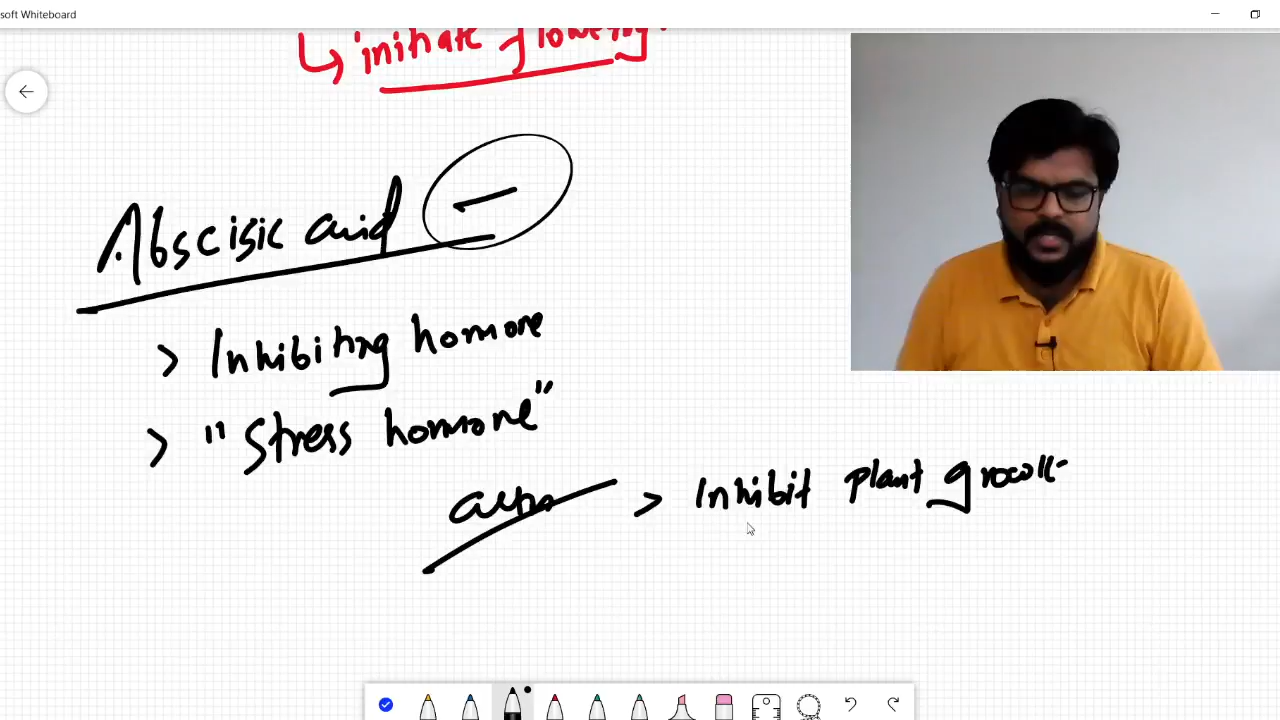 soft Whiteboard
↳ initiate flowering.
Abscisic acid —
> Inhibiting hormone
> "Stress hormone"
> Inhibit plant growth